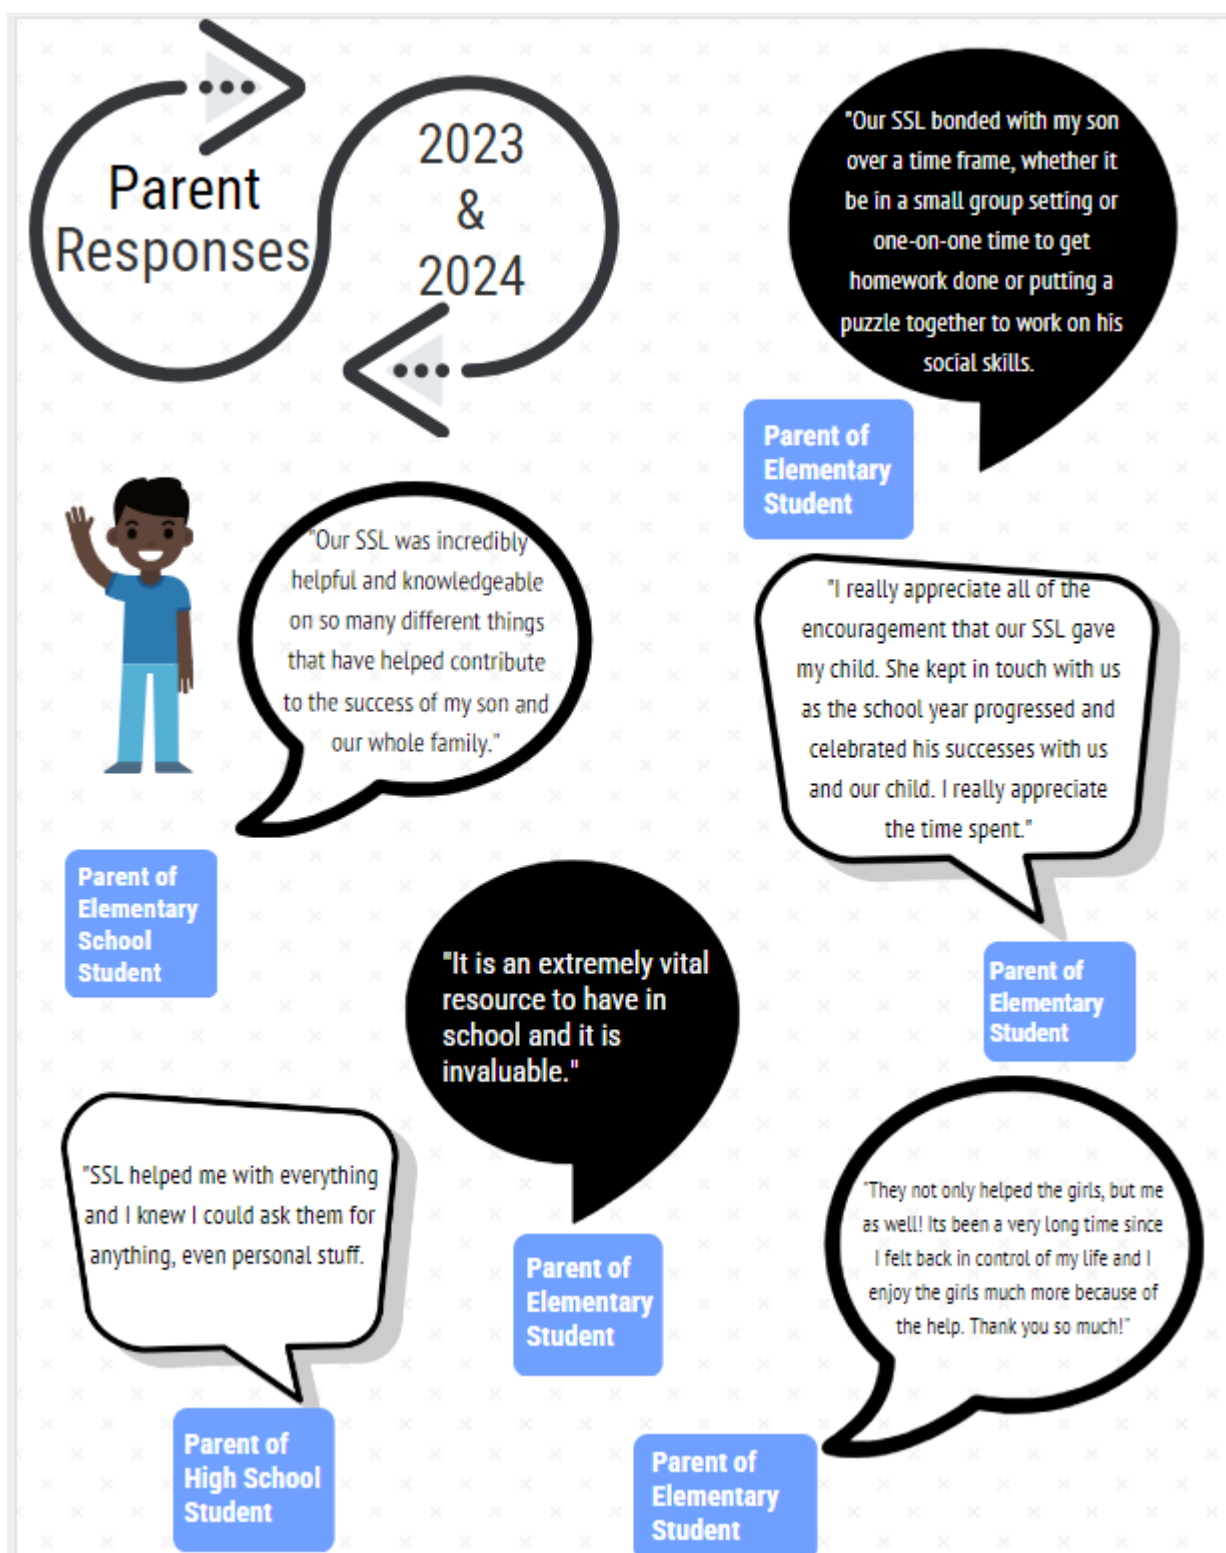 Parent
Responses
2023
&
2024
"Our SSL bonded with my son
over a time frame, whether it
be in a small group setting or
one-on-one time to get
homework done or putting a
puzzle together to work on his
social skills.
Parent of
Elementary
Student
"Our SSL was incredibly
helpful and knowledgeable
on so many different things
that have helped contribute
to the success of my son and
our whole family."
Parent of
Elementary
School
Student
"I really appreciate all of the
encouragement that our SSL gave
my child. She kept in touch with us
as the school year progressed and
celebrated his successes with us
and our child. I really appreciate
the time spent."
Parent of
Elementary
Student
"It is an extremely vital
resource to have in
school and it is
invaluable."
Parent of
Elementary
Student
"SSL helped me with everything
and I knew I could ask them for
anything, even personal stuff.
Parent of
High School
Student
"They not only helped the girls, but me
as well! Its been a very long time since
I felt back in control of my life and I
enjoy the girls much more because of
the help. Thank you so much!"
Parent of
Elementary
Student